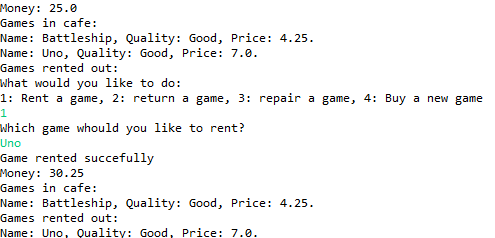 Money: 25.0
Games in cafe:
Name: Battleship, Quality: Good, Price: 4.25.
Name: Uno, Quality: Good, Price: 7.0.
Games rented out:
What would you like to do:
1: Rent a game, 2: return a game, 3: repair a game, 4: Buy a new game
1
Which game whould you like to rent?
Uno
Game rented succefully
Money: 30.25
Games in cafe:
Name: Battleship, Quality: Good, Price: 4.25.
Games rented out:
Name: Uno, Quality: Good, Price: 7.0.